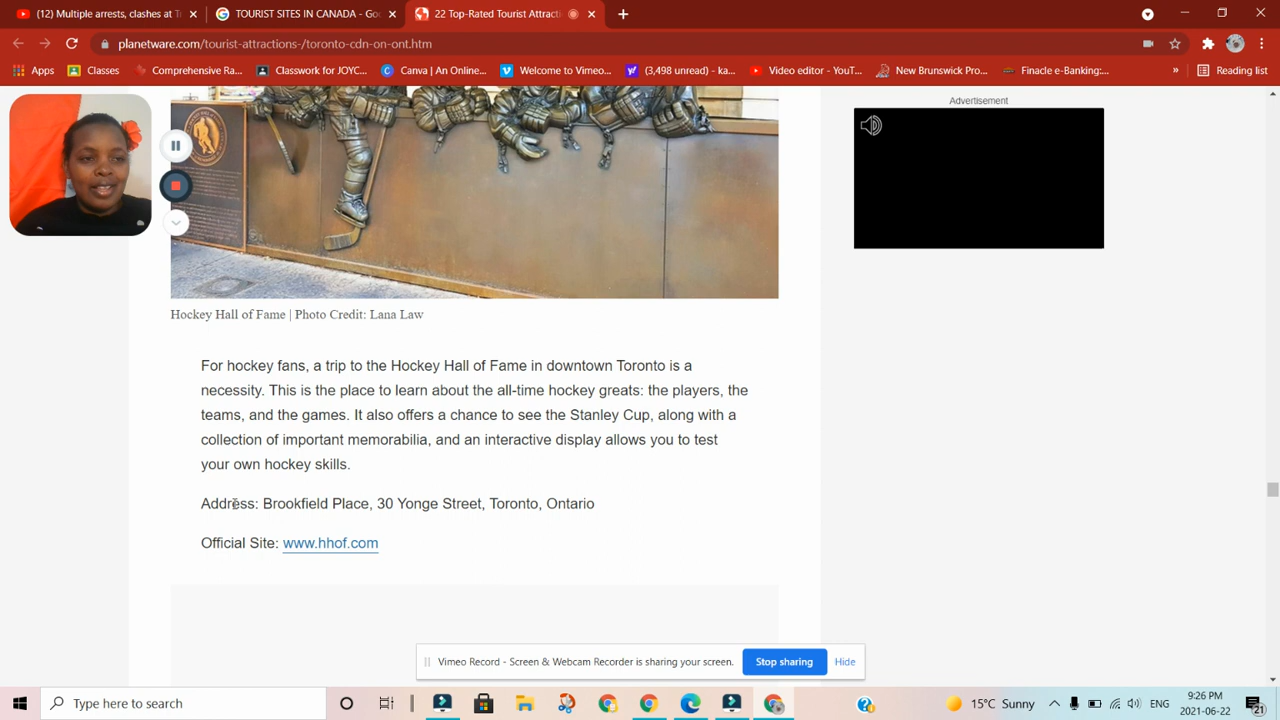 (12) Multiple arrests, clashes at T
TOURIST SITES IN CANADA - Goo
22 Top-Rated Tourist Attracti
planetware.com/tourist-attractions-/toronto-cdn-on-ont.htm
Apps
Classes
Comprehensive Ra...
Classwork for JOYC...
Canva | An Online...
Welcome to Vimeo...
(3,498 unread) - ka...
Video editor - YouT...
New Brunswick Pro...
Finacle e-Banking:...
»
Reading list
Advertisement
Hockey Hall of Fame | Photo Credit: Lana Law
For hockey fans, a trip to the Hockey Hall of Fame in downtown Toronto is a
necessity. This is the place to learn about the all-time hockey greats: the players, the
teams, and the games. It also offers a chance to see the Stanley Cup, along with a
collection of important memorabilia, and an interactive display allows you to test
your own hockey skills.
Address: Brookfield Place, 30 Yonge Street, Toronto, Ontario
Official Site: www.hhof.com
Vimeo Record - Screen & Webcam Recorder is sharing your screen.
Stop sharing
Hide
Type here to search
15°C Sunny
ENG
9:26 PM
2021-06-22
21